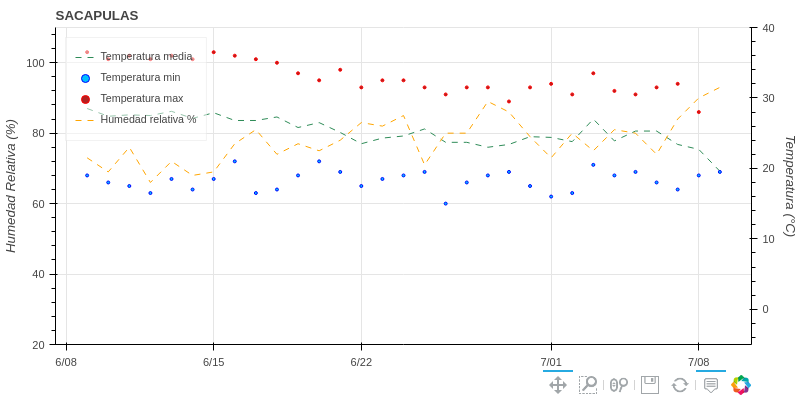 SACAPULAS
Temperatura media
Temperatura min
Temperatura max
Humedad relativa %
Humedad Relativa (%)
100
80
60
40
20
Temperatura (°C)
40
30
20
10
0
6/08
6/15
6/22
7/01
7/08